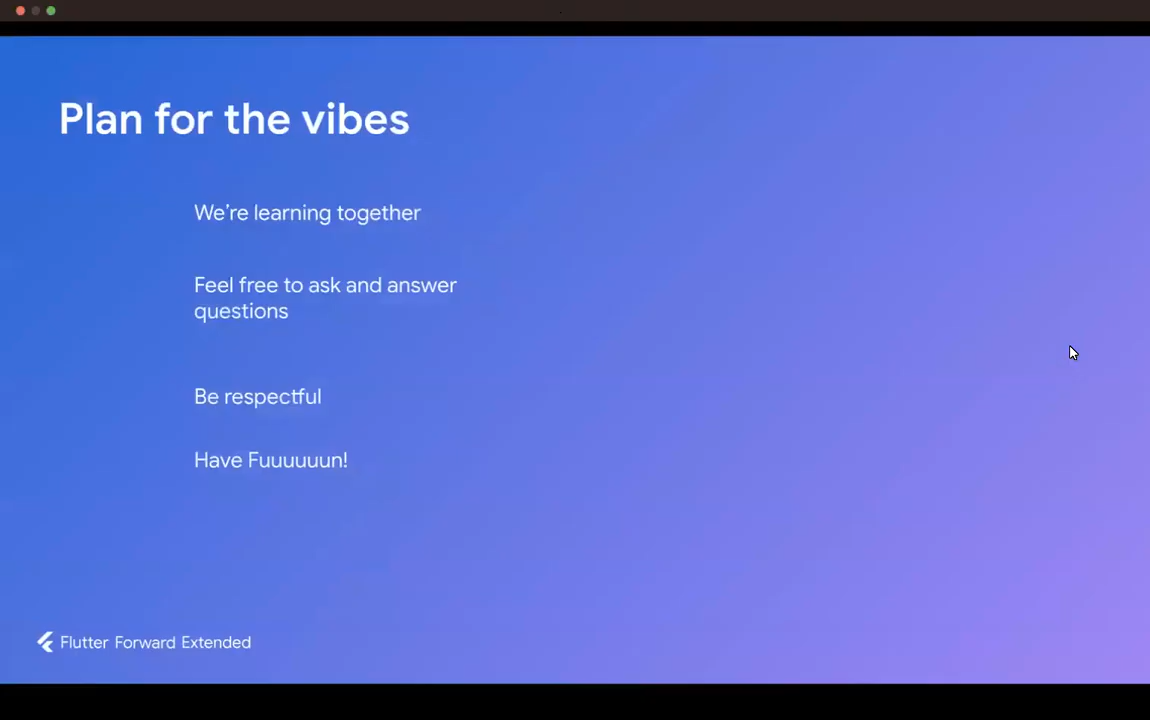 Plan for the vibes
We're learning together
Feel free to ask and answer
questions
Be respectful
Have Fuuuuuun!
Flutter Forward Extended